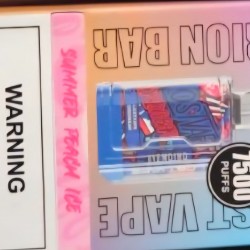 WARNING
SUMMER PEACH ICE
RION BAR
7500
PUFFS
ST VAPE